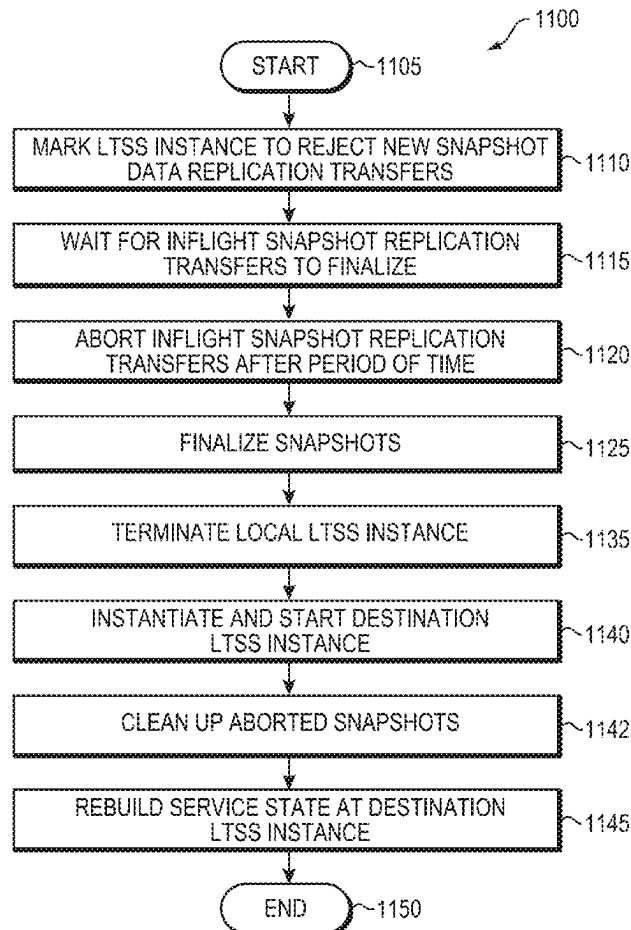 1100
START
1105
MARK LTSS INSTANCE TO REJECT NEW SNAPSHOT
DATA REPLICATION TRANSFERS
1110
WAIT FOR INFLIGHT SNAPSHOT REPLICATION
TRANSFERS TO FINALIZE
1115
ABORT INFLIGHT SNAPSHOT REPLICATION
TRANSFERS AFTER PERIOD OF TIME
1120
FINALIZE SNAPSHOTS
1125
TERMINATE LOCAL LTSS INSTANCE
1135
INSTANTIATE AND START DESTINATION
LTSS INSTANCE
1140
CLEAN UP ABORTED SNAPSHOTS
1142
REBUILD SERVICE STATE AT DESTINATION
LTSS INSTANCE
1145
END
1150